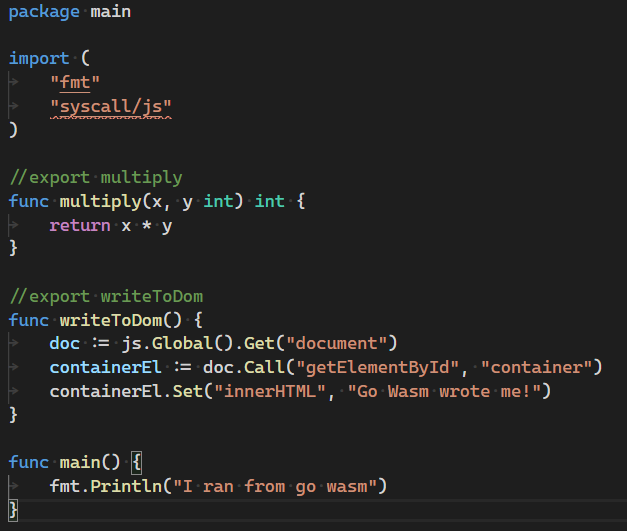 package main

import (
	"fmt"
	"syscall/js"
)

//export multiply
func multiply(x, y int) int {
	return x * y
}

//export writeToDom
func writeToDom() {
	doc := js.Global().Get("document")
	containerEl := doc.Call("getElementById", "container")
	containerEl.Set("innerHTML", "Go Wasm wrote me!")
}

func main() {
	fmt.Println("I ran from go wasm")
}